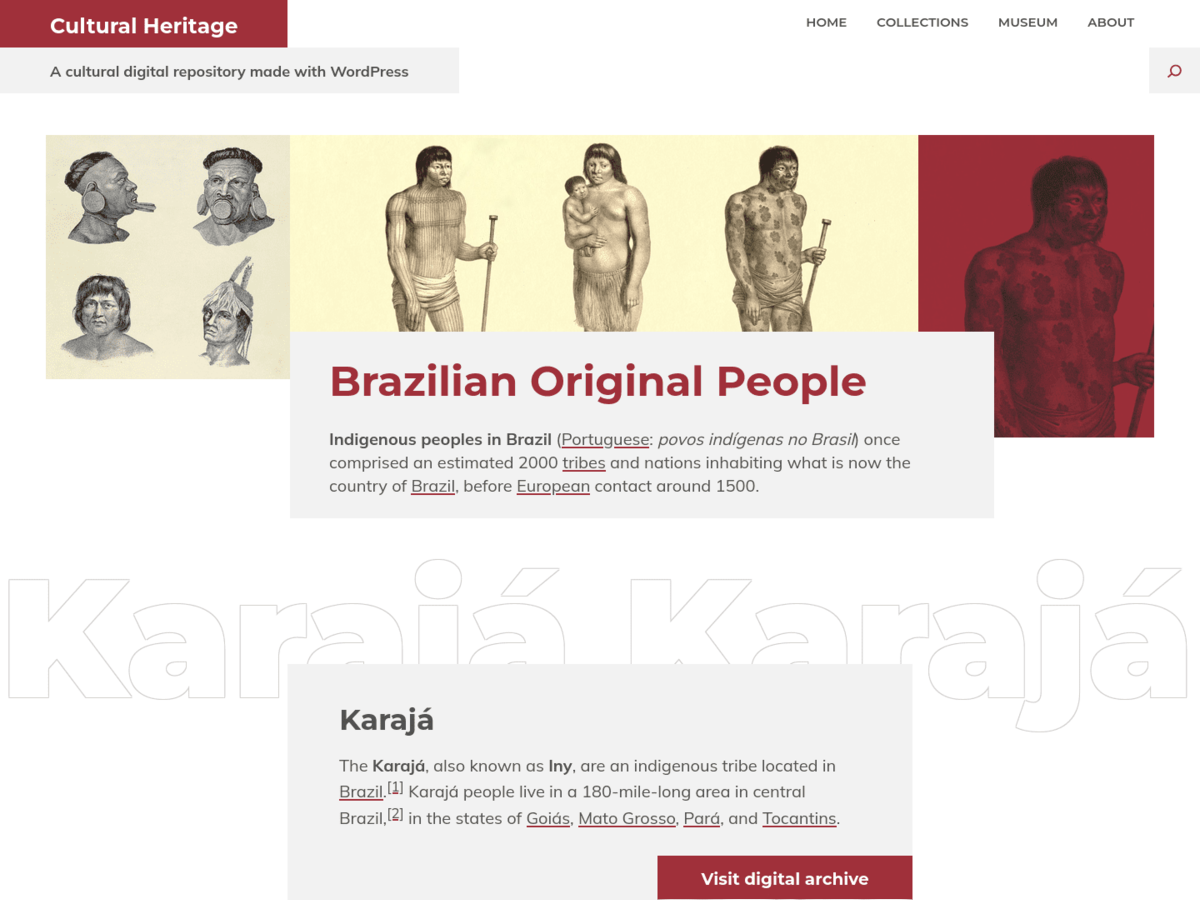 Cultural Heritage
HOME COLLECTIONS MUSEUM ABOUT
A cultural digital repository made with WordPress
Brazilian Original People
Indigenous peoples in Brazil (Portuguese: povos indígenas no Brasil) once
comprised an estimated 2000 tribes and nations inhabiting what is now the
country of Brazil, before European contact around 1500.
Karajá Karajá
Karajá
The Karajá, also known as Iny, are an indigenous tribe located in
Brazil.[1] Karajá people live in a 180-mile-long area in central
Brazil,[2] in the states of Goiás, Mato Grosso, Pará, and Tocantins.
Visit digital archive